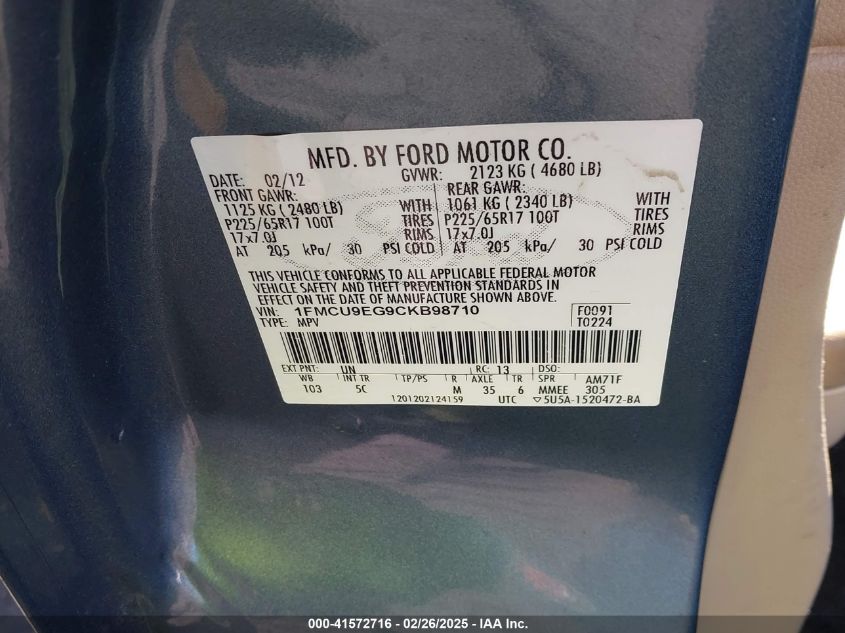 MFD. BY FORD MOTOR CO.
DATE: 02/12 GVWR: 2123 KG ( 4680 LB)
FRONT GAWR: REAR GAWR:
1125 KG ( 2480 LB) WITH 1061 KG ( 2340 LB) WITH
P225/65R17 100T TIRES P225/65R17 100T TIRES
17x7.0J RIMS 17x7.0J RIMS
AT 205 kPa/ 30 PSI COLD AT 205 kPa/ 30 PSI COLD
THIS VEHICLE CONFORMS TO ALL APPLICABLE FEDERAL MOTOR
VEHICLE SAFETY AND THEFT PREVENTION STANDARDS IN
EFFECT ON THE DATE OF MANUFACTURE SHOWN ABOVE.
VIN: 1FMCU9EG9CKB98710 F0091
TYPE: MPV T0224
EXT PNT: UN RC: 13 DSO:
WB INT TR TP/PS R AXLE TR SPR AM71F
103 5C M 35 6 MMEE 305
1201202124159 UTC ▽5U5A-1520472-BA
000-41572716 - 02/26/2025 - IAA Inc.